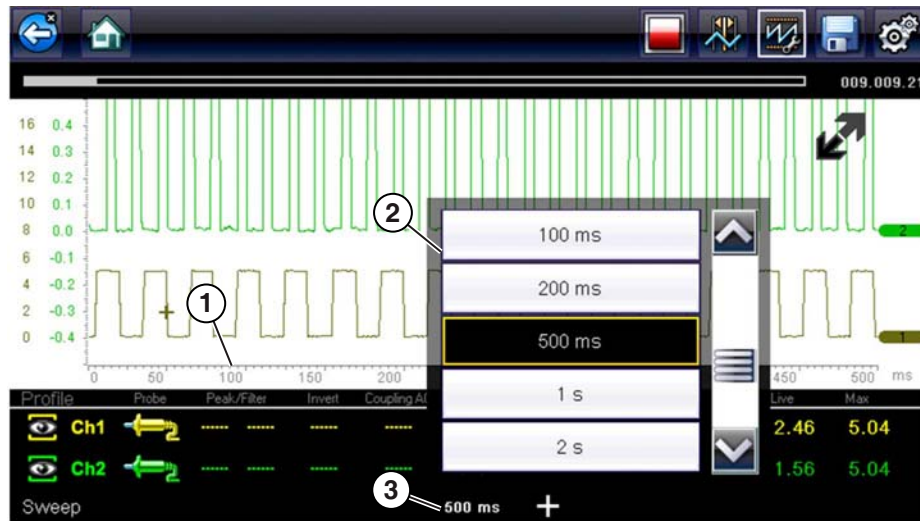 009.009.21
16 0.4
14 0.3
12 0.2
10 0.1
8 0.0
6 -0.1
4 -0.2
2 -0.3
0 -0.4
2
1
1
2
3
100 ms
200 ms
500 ms
1 s
2 s
0 50 100 150 200 450 500 ms
Profile Probe Peak/Filter Invert Coupling Live Max
Ch1 ----- ----- ----- ----- 2.46 5.04
Ch2 ----- ----- ----- ----- 1.56 5.04
Sweep 500 ms +